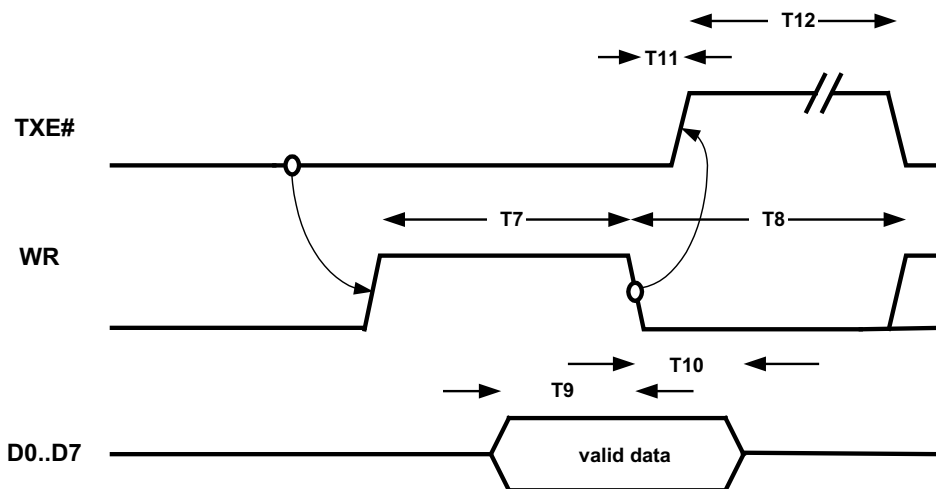 T12
T11
TXE#
T7
T8
WR
T10
T9
D0..D7
valid data